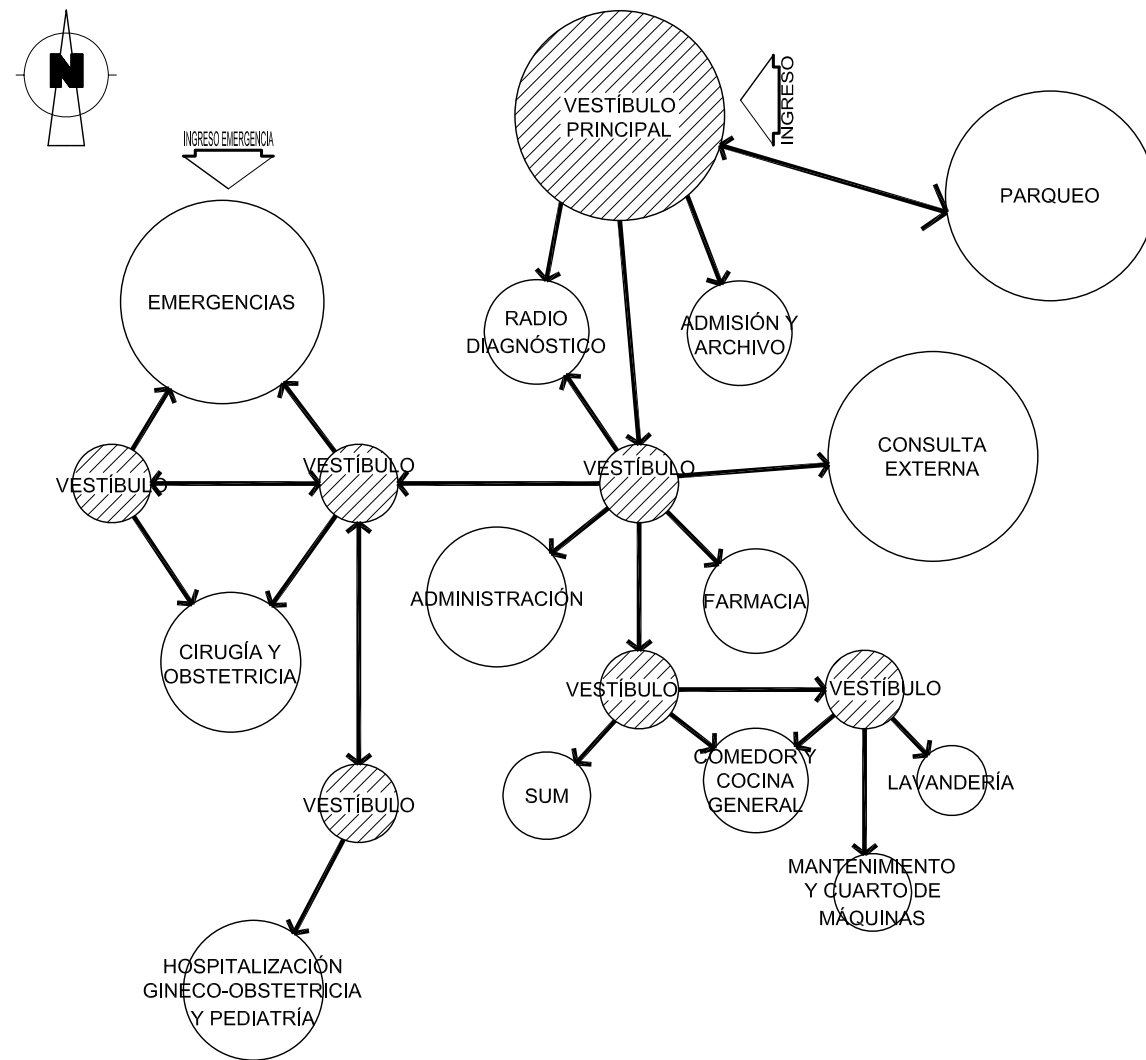 N
INGRESO EMERGENCIA
VESTÍBULO
PRINCIPAL
INGRESO
PARQUEO
EMERGENCIAS
RADIO
DIAGNÓSTICO
ADMISIÓN Y
ARCHIVO
CONSULTA
EXTERNA
VESTÍBULO
VESTÍBULO
VESTÍBULO
ADMINISTRACIÓN
FARMACIA
CIRUGÍA Y
OBSTETRICIA
VESTÍBULO
VESTÍBULO
SUM
COMEDOR Y
COCINA
GENERAL
LAVANDERÍA
VESTÍBULO
MANTENIMIENTO
Y CUARTO DE
MÁQUINAS
HOSPITALIZACIÓN
GINECO-OBSTETRICIA
Y PEDIATRÍA